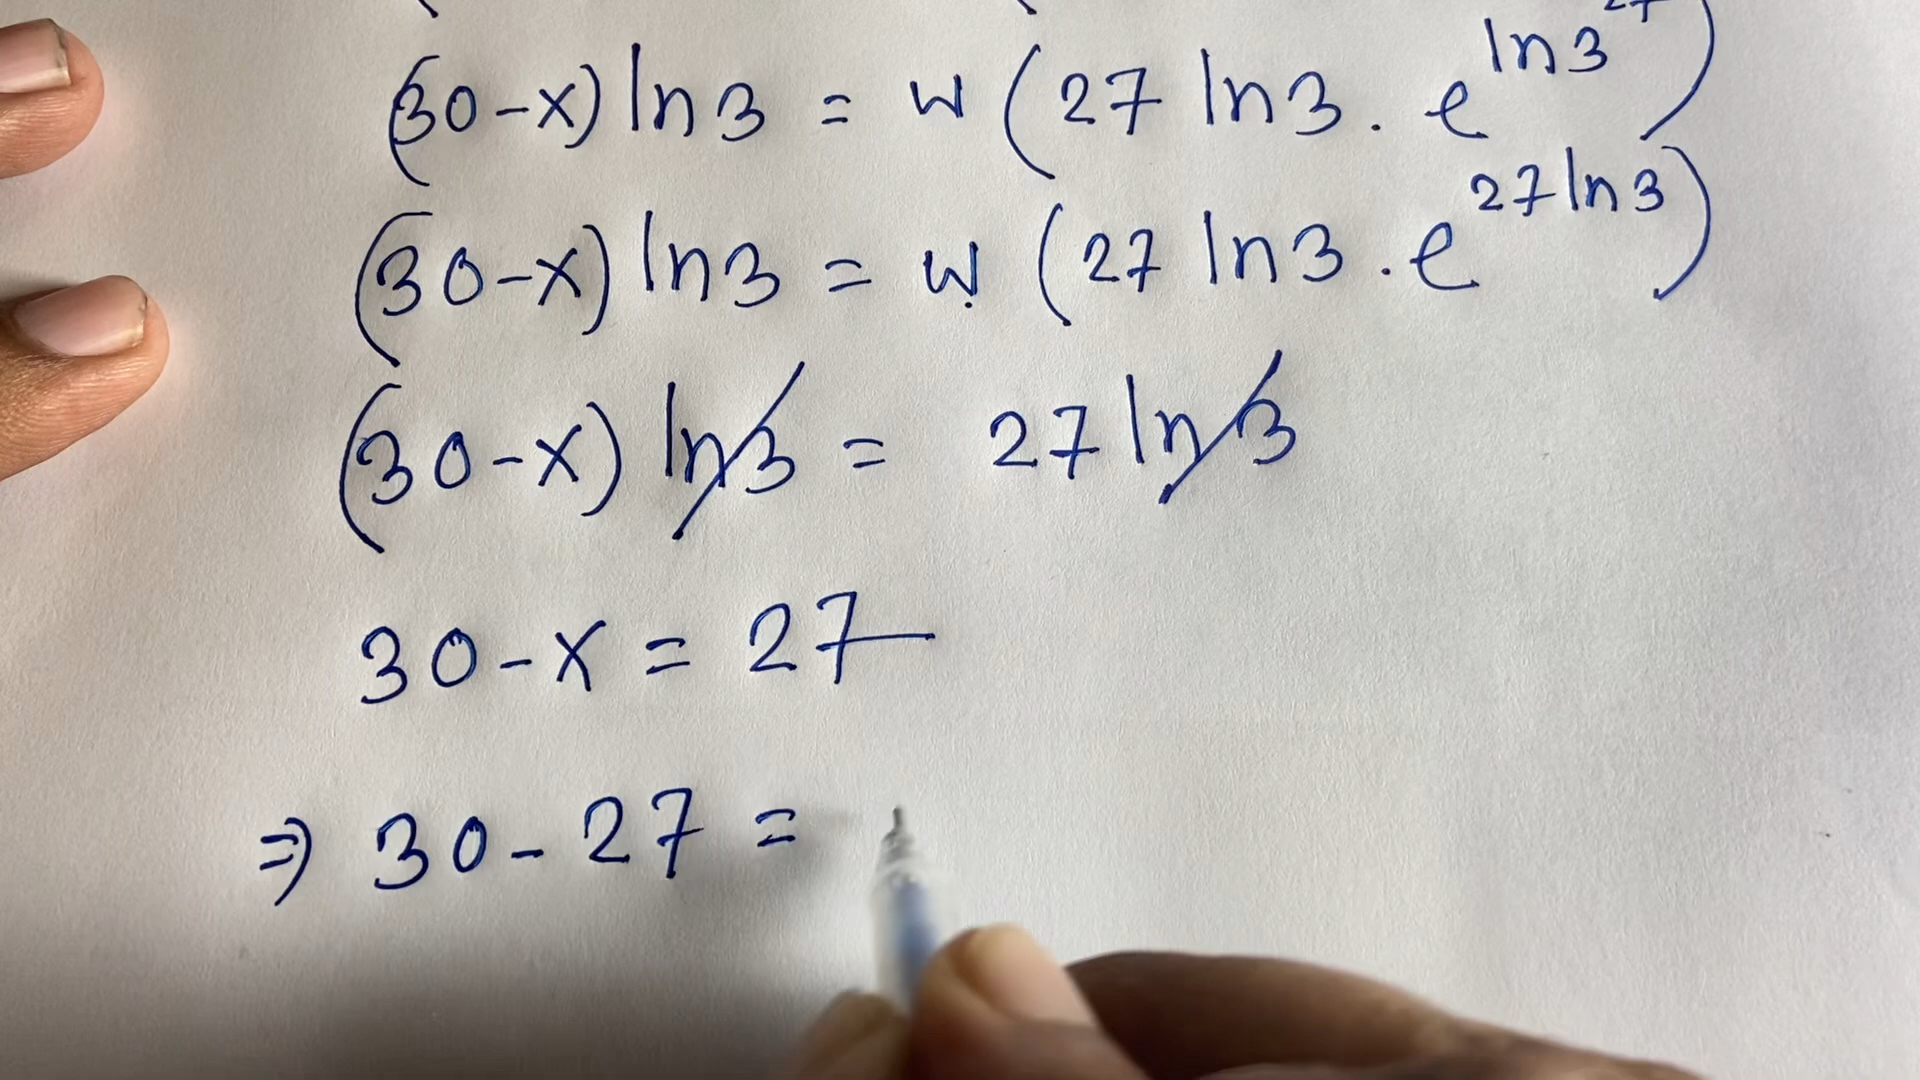 (30-x) ln3 = W (27 ln3 . e^ln3^27)
(30-x) ln3 = W (27 ln3 . e^27ln3)
(30-x) ln3 = 27 ln3
30-x = 27
⇒ 30-27 =